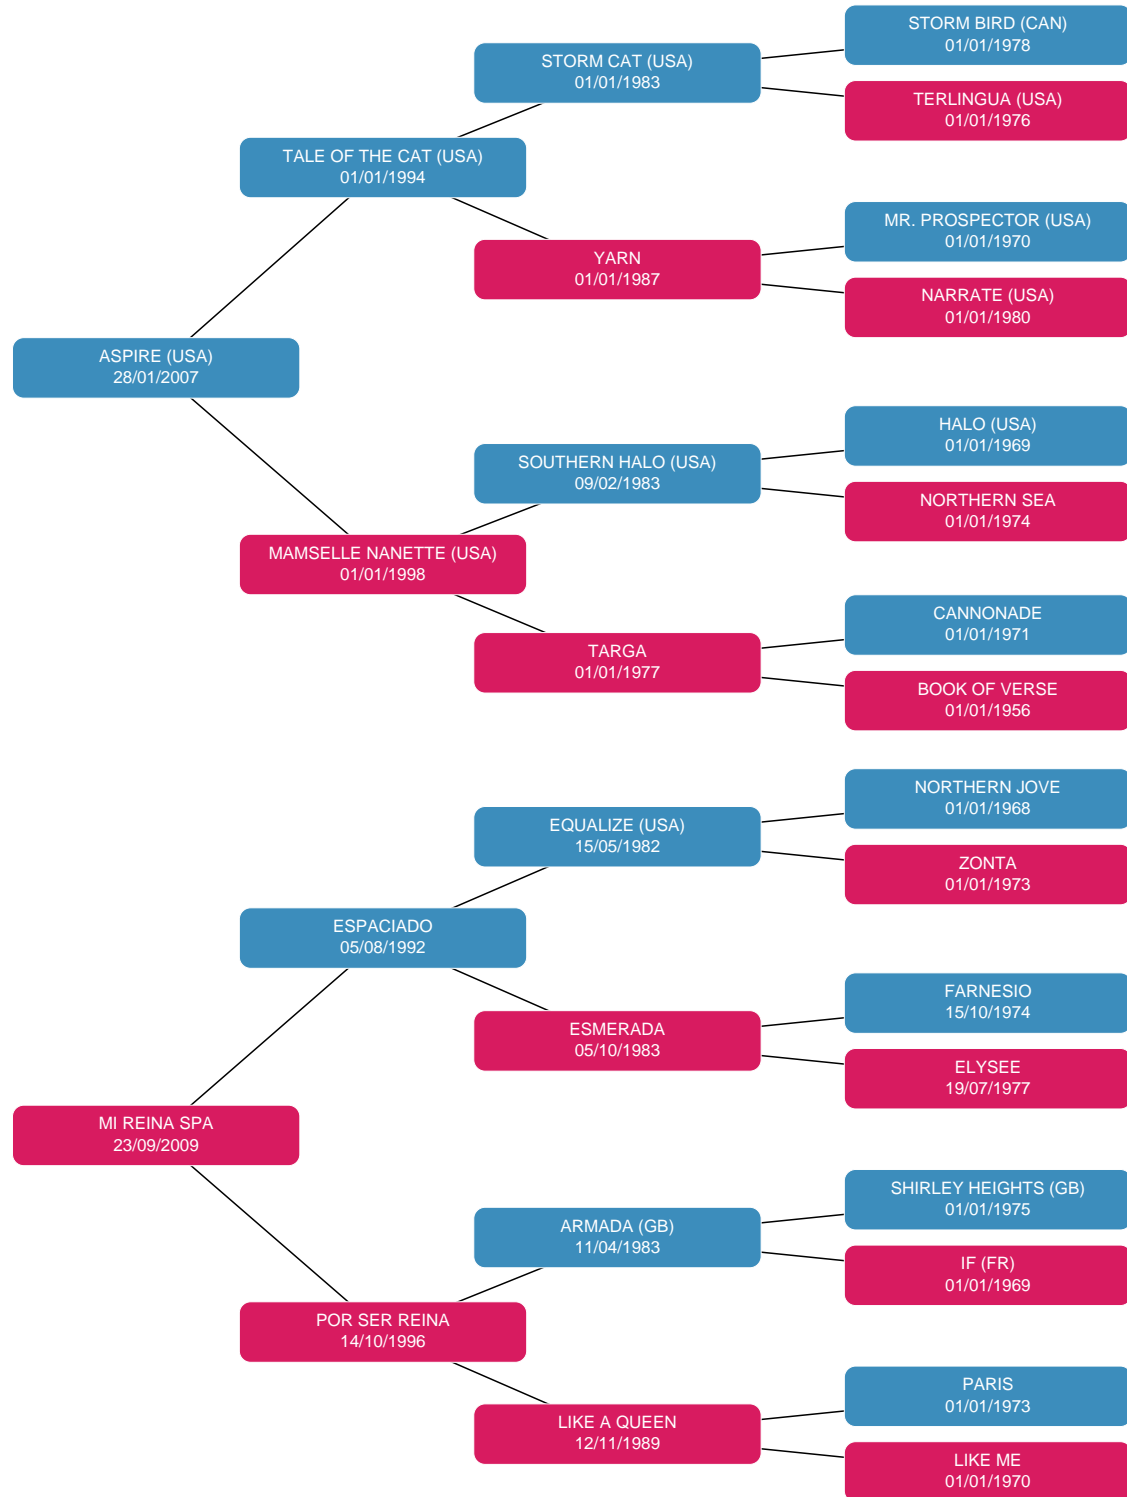 STORM BIRD (CAN)
01/01/1978
STORM CAT (USA)
01/01/1983
TERLINGUA (USA)
01/01/1976
TALE OF THE CAT (USA)
01/01/1994
MR. PROSPECTOR (USA)
01/01/1970
YARN
01/01/1987
NARRATE (USA)
01/01/1980
ASPIRE (USA)
28/01/2007
HALO (USA)
01/01/1969
SOUTHERN HALO (USA)
09/02/1983
NORTHERN SEA
01/01/1974
MAMSELLE NANETTE (USA)
01/01/1998
CANNONADE
01/01/1971
TARGA
01/01/1977
BOOK OF VERSE
01/01/1956
NORTHERN JOVE
01/01/1968
EQUALIZE (USA)
15/05/1982
ZONTA
01/01/1973
ESPACIADO
05/08/1992
FARNESIO
15/10/1974
ESMERADA
05/10/1983
ELYSEE
19/07/1977
MI REINA SPA
23/09/2009
SHIRLEY HEIGHTS (GB)
01/01/1975
ARMADA (GB)
11/04/1983
IF (FR)
01/01/1969
POR SER REINA
14/10/1996
PARIS
01/01/1973
LIKE A QUEEN
12/11/1989
LIKE ME
01/01/1970